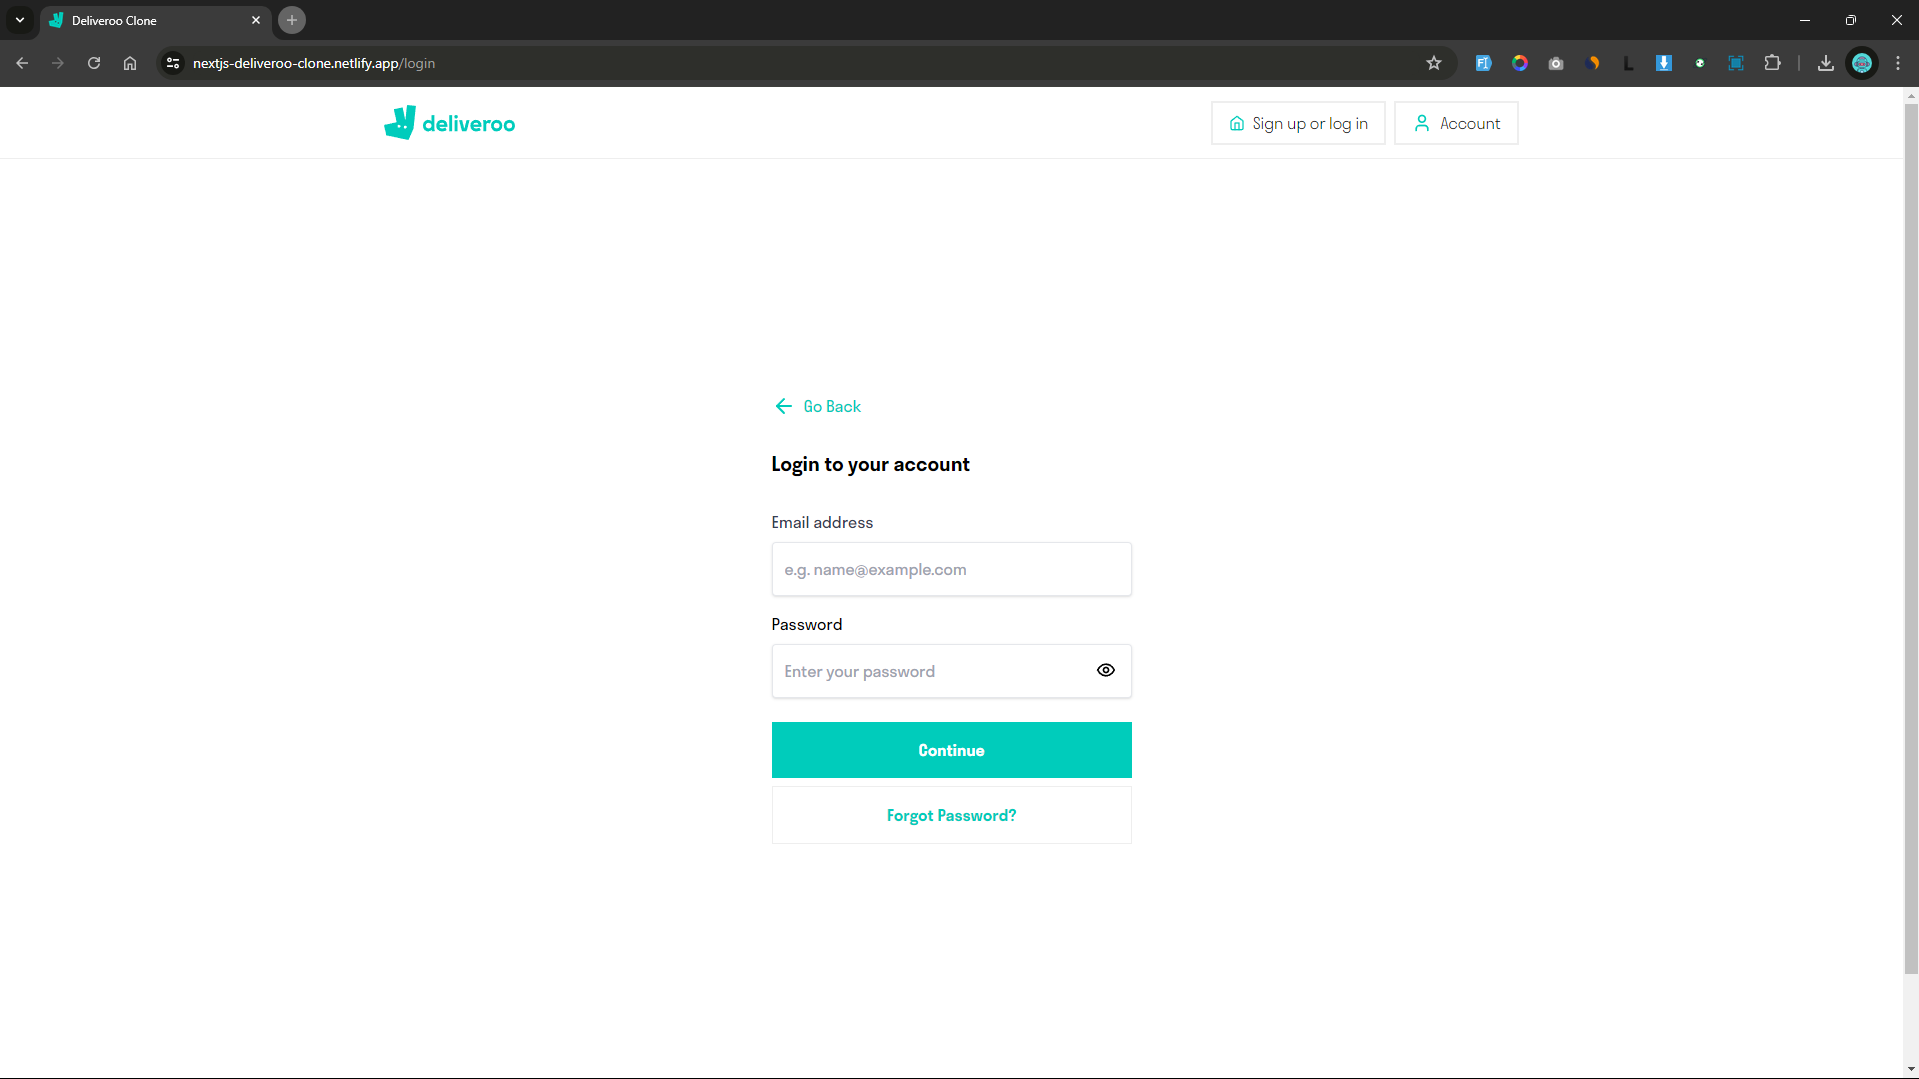 Deliveroo Clone
nextjs-deliveroo-clone.netlify.app/login
deliveroo
Sign up or log in
Account
Go Back
Login to your account
Email address
e.g. name@example.com
Password
Enter your password
Continue
Forgot Password?